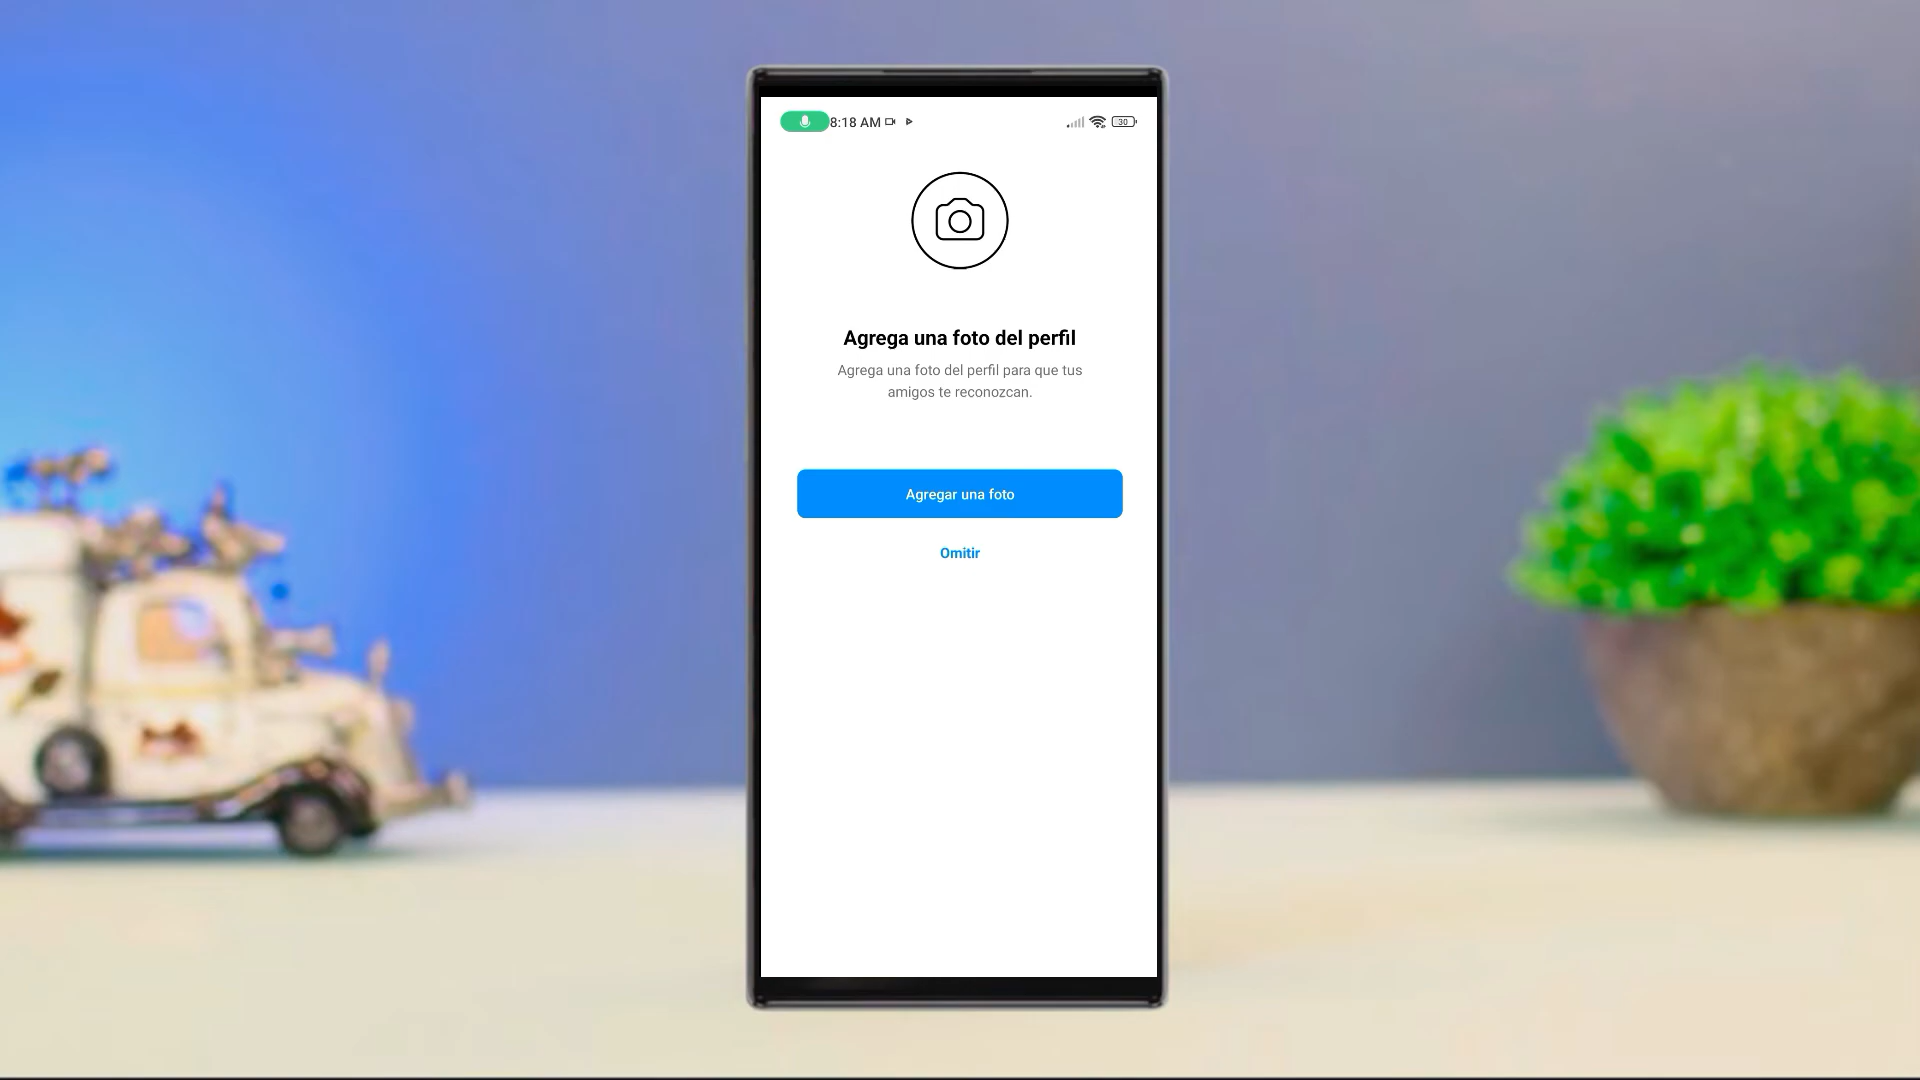 8:18 AM
30
Agrega una foto del perfil
Agrega una foto del perfil para que tus
amigos te reconozcan.
Agregar una foto
Omitir